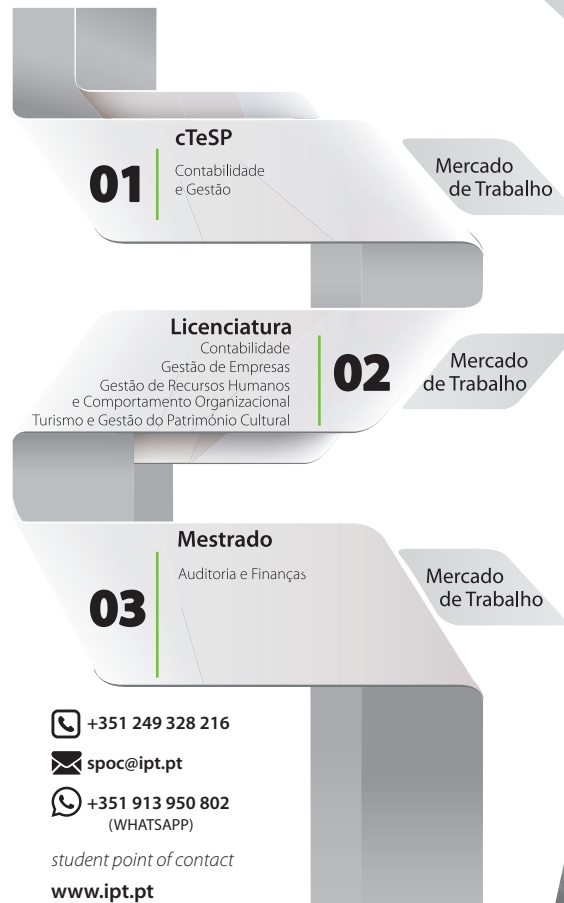 cTeSP
01
Contabilidade
e Gestão
Mercado
de Trabalho
Licenciatura
Contabilidade
Gestão de Empresas
Gestão de Recursos Humanos
e Comportamento Organizacional
Turismo e Gestão do Património Cultural
02
Mercado
de Trabalho
Mestrado
03
Auditoria e Finanças
Mercado
de Trabalho
+351 249 328 216
spoc@ipt.pt
+351 913 950 802
(WHATSAPP)
student point of contact
www.ipt.pt